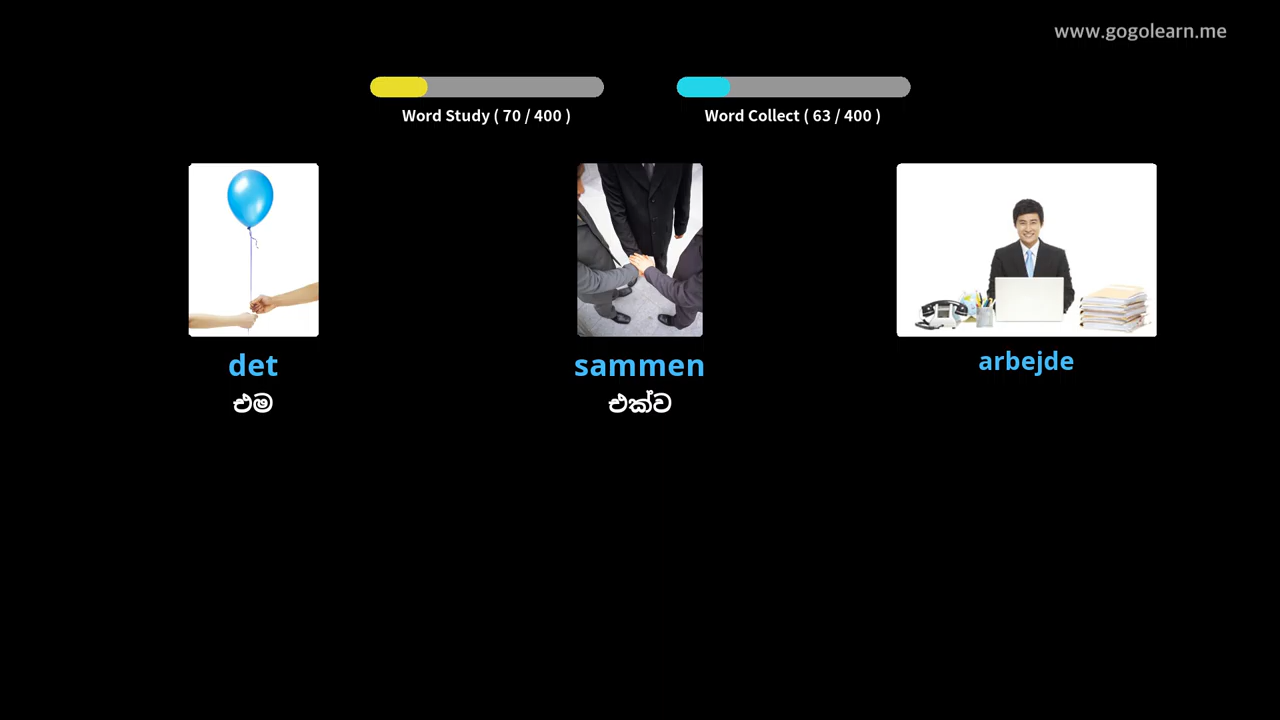 www.gogolearn.me
Word Study ( 70 / 400 )
Word Collect ( 63 / 400 )
det
එම
sammen
එක්ව
arbejde